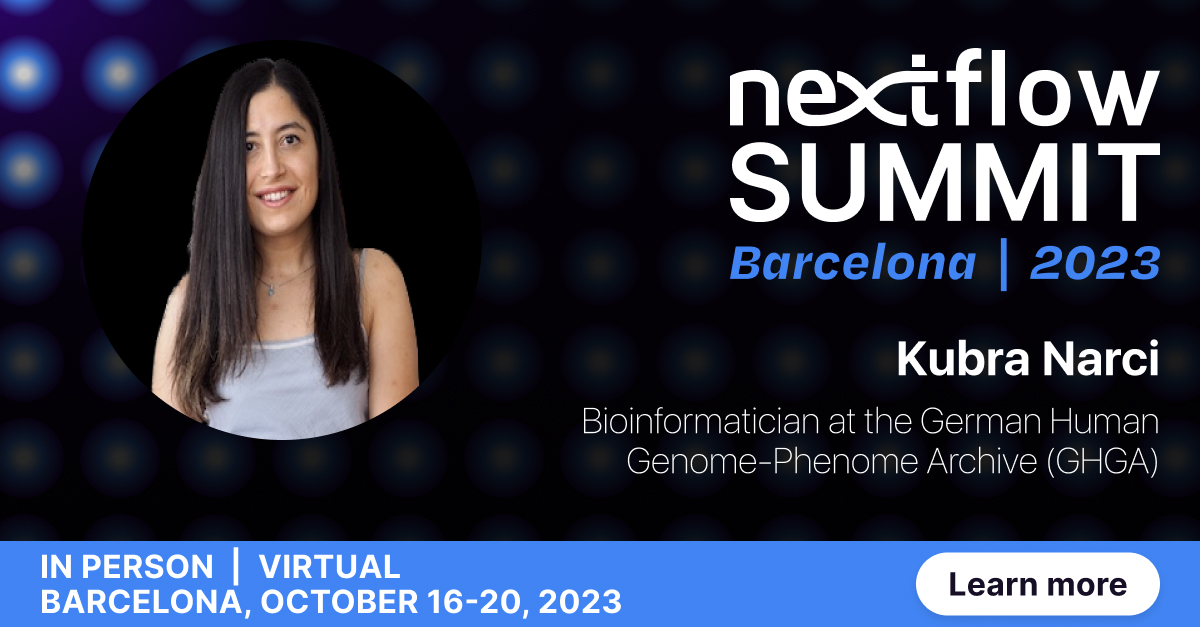 nextflow
SUMMIT
Barcelona | 2023
Kubra Narci
Bioinformatician at the German Human
Genome-Phenome Archive (GHGA)
IN PERSON | VIRTUAL
BARCELONA, OCTOBER 16-20, 2023
Learn more